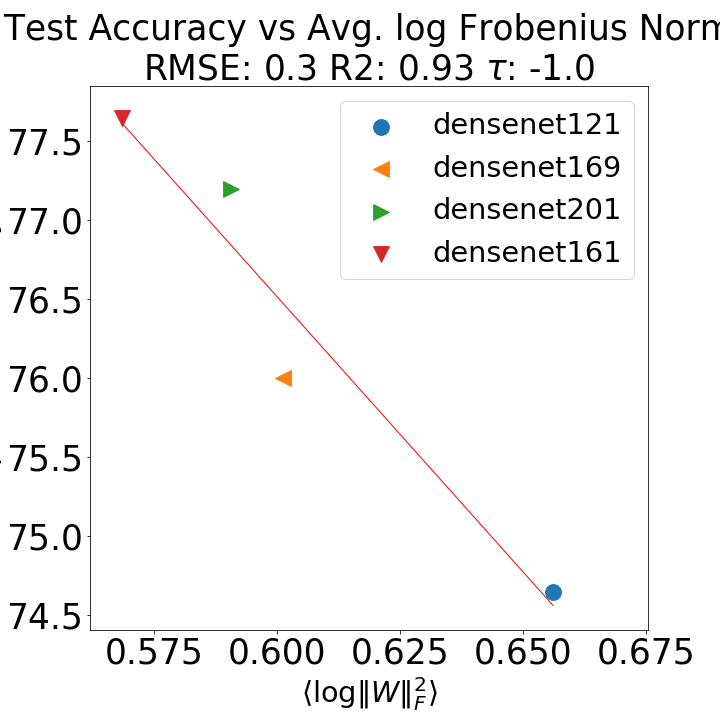 Test Accuracy vs Avg. log Frobenius Norm
RMSE: 0.3 R2: 0.93 τ: -1.0
densenet121
densenet169
densenet201
densenet161
77.5
77.0
76.5
76.0
75.5
75.0
74.5
0.575 0.600 0.625 0.650 0.675
⟨log‖W‖²_F⟩